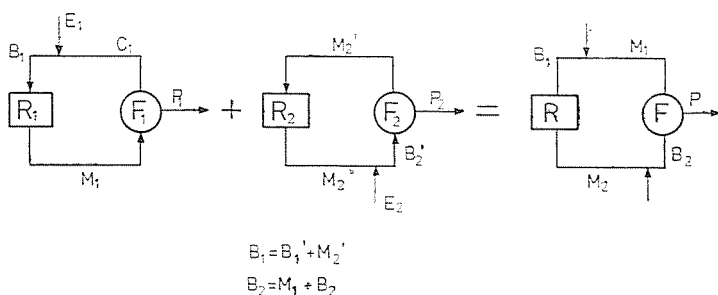 E₁
B₁ C₁
R₁ F₁ P₁
M₁
+
M₂'
R₂ F₂ P₂
B₂'
M₂
E₂
=
B₁ M₁
R F P
B₂
M₂
B₁=B₁'+M₂'
B₂=M₁+B₂